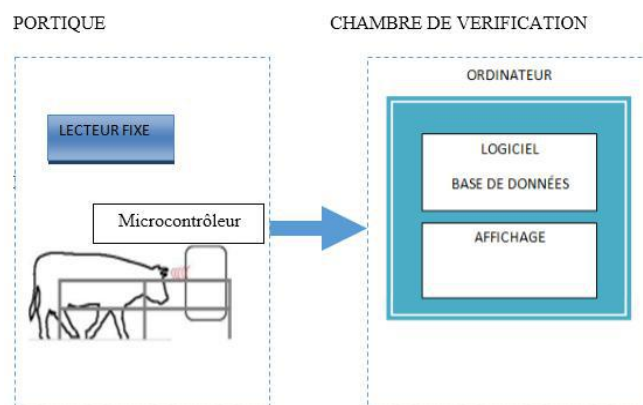 PORTIQUE
CHAMBRE DE VERIFICATION
LECTEUR FIXE
Microcontrôleur
ORDINATEUR
LOGICIEL
BASE DE DONNÉES
AFFICHAGE